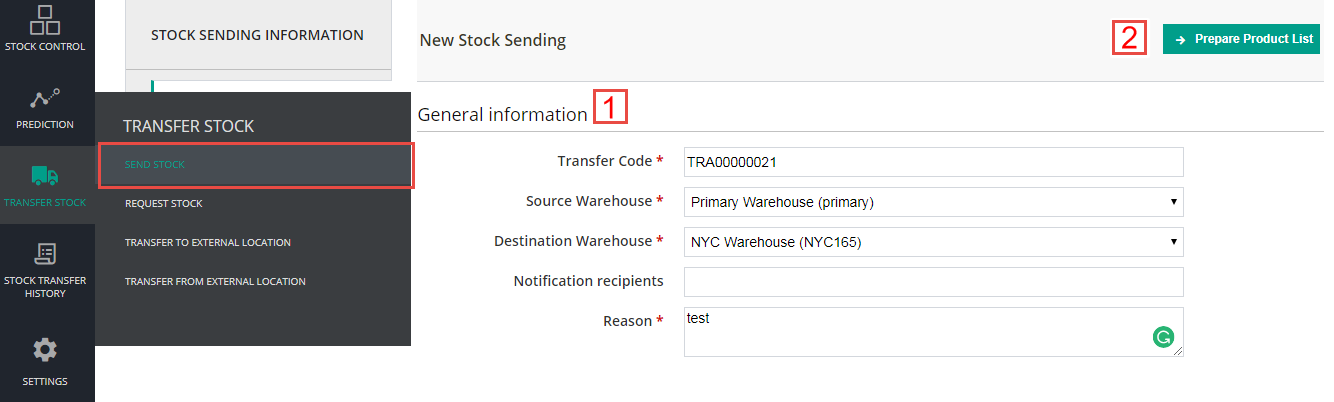 STOCK CONTROL
PREDICTION
TRANSFER STOCK
STOCK TRANSFER
HISTORY
SETTINGS
STOCK SENDING INFORMATION
TRANSFER STOCK
SEND STOCK
REQUEST STOCK
TRANSFER TO EXTERNAL LOCATION
TRANSFER FROM EXTERNAL LOCATION
New Stock Sending
2
Prepare Product List
General information 1
Transfer Code * TRA00000021
Source Warehouse * Primary Warehouse (primary)
Destination Warehouse * NYC Warehouse (NYC165)
Notification recipients
Reason * test